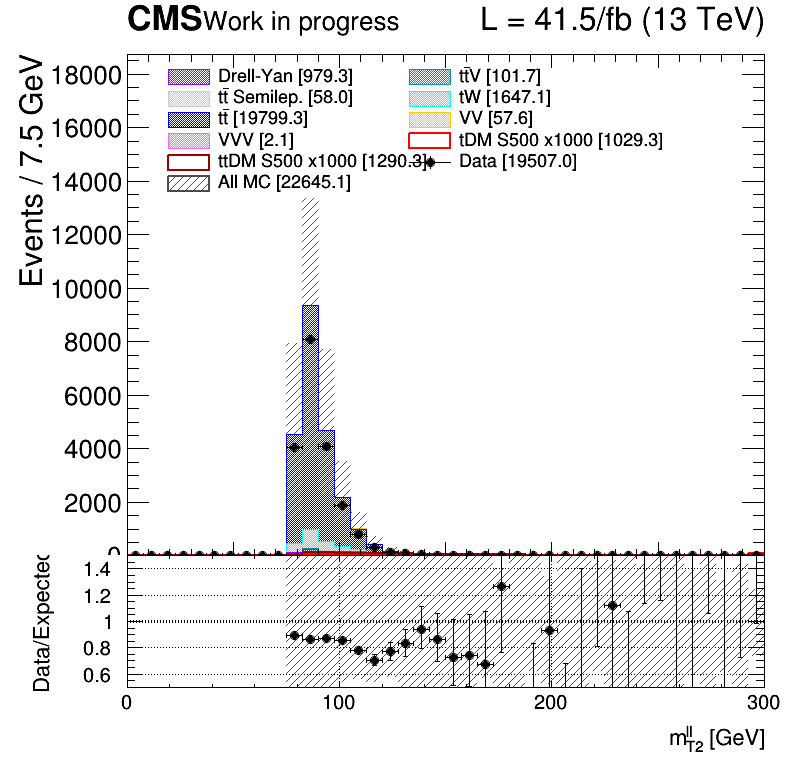 CMS Work in progress L = 41.5/fb (13 TeV)
Events / 7.5 GeV
18000
16000
14000
12000
10000
8000
6000
4000
2000
0
Drell-Yan [979.3]
tt̄ Semilep. [58.0]
tt̄ [19799.3]
VVV [2.1]
ttDM S500 x1000 [1290.3]
All MC [22645.1]
tt̄V [101.7]
tW [1647.1]
VV [57.6]
tDM S500 x1000 [1029.3]
Data [19507.0]
Data/Expected
1.4
1.2
1
0.8
0.6
0 100 200 300
m_T2^ll [GeV]